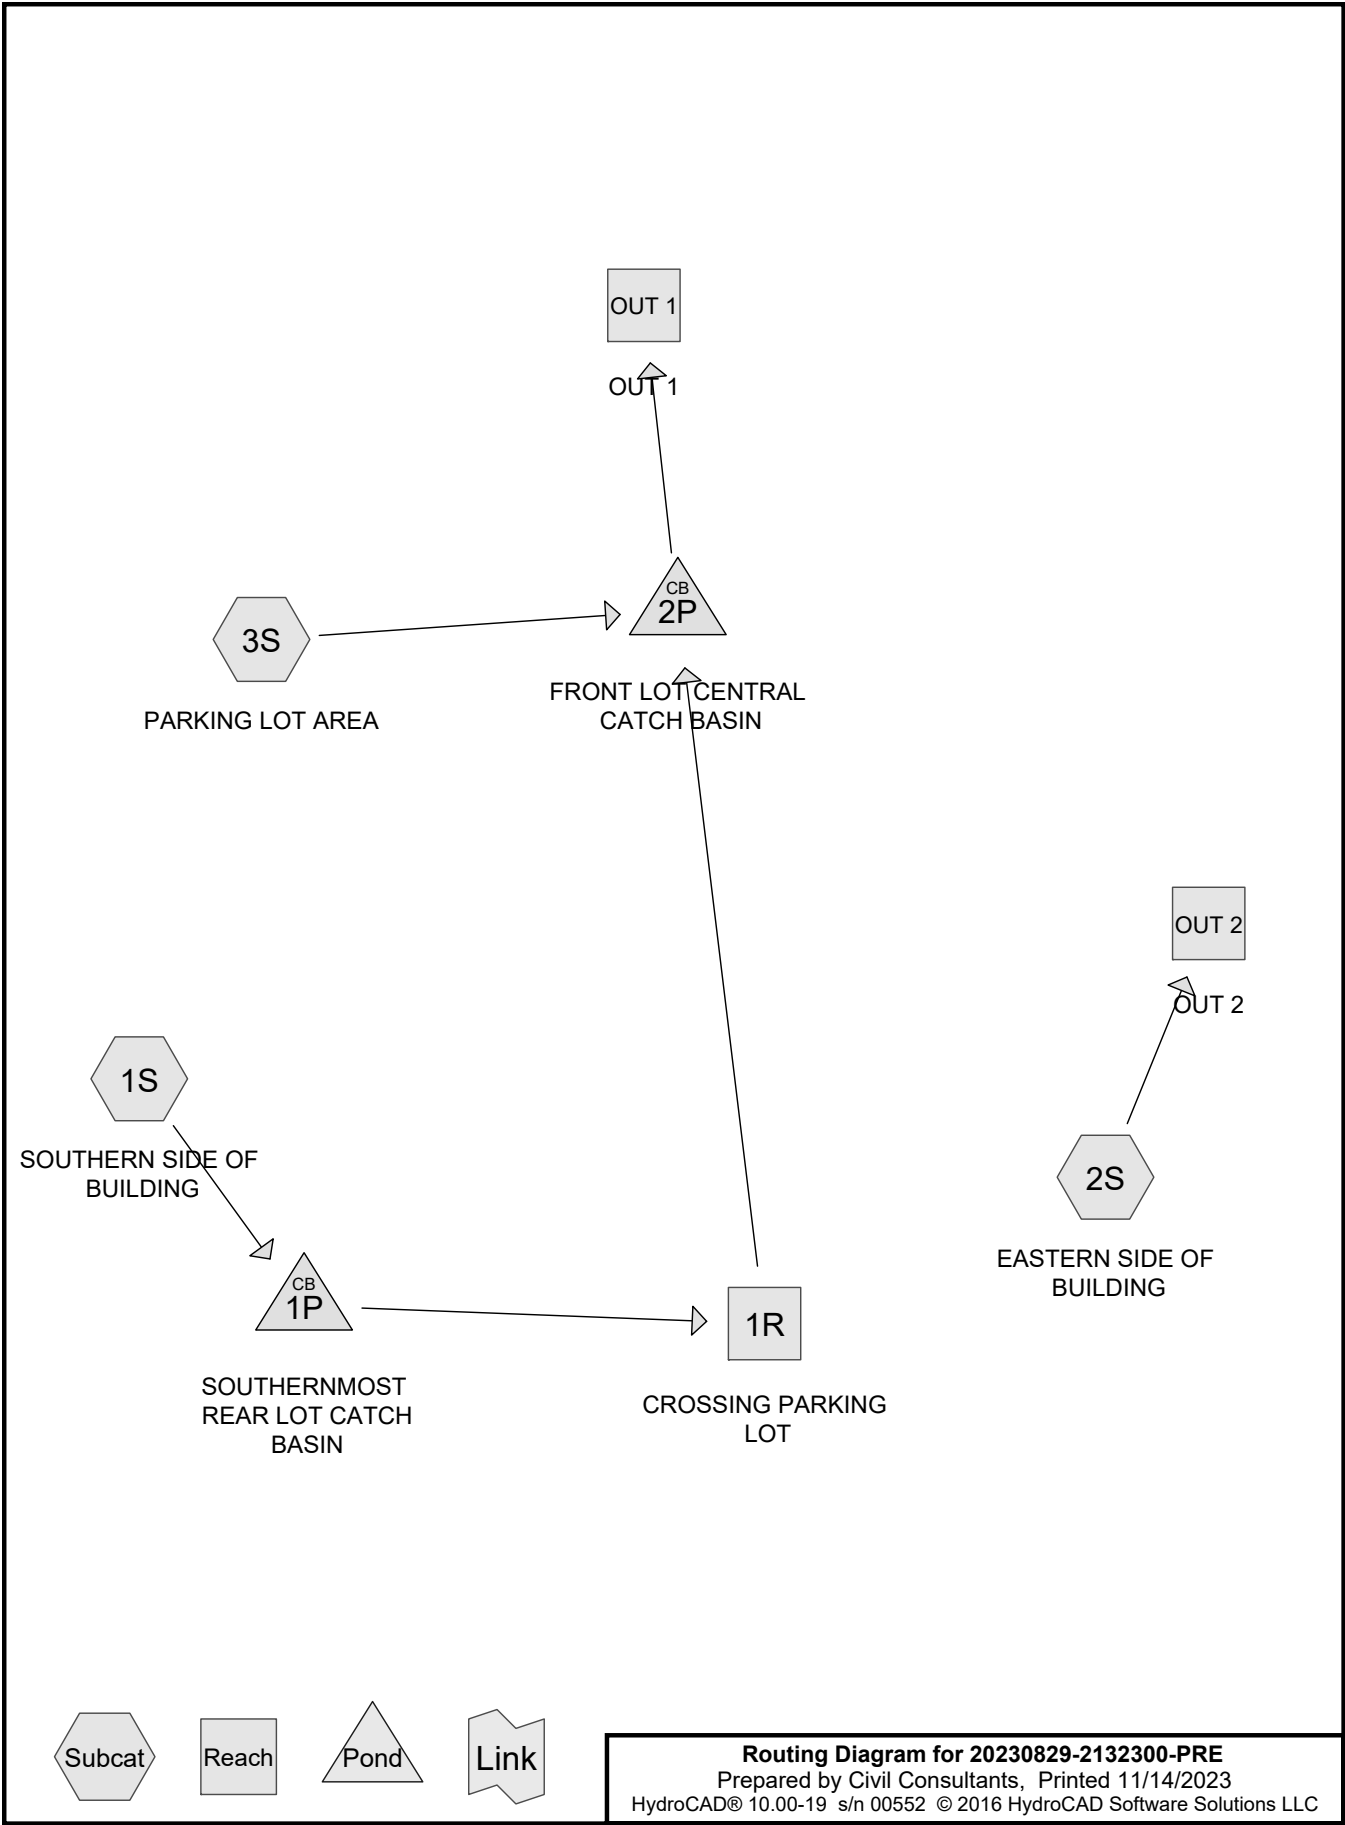 OUT 1
OUT 1
CB
2P
3S
FRONT LOT CENTRAL
CATCH BASIN
PARKING LOT AREA
OUT 2
OUT 2
1S
SOUTHERN SIDE OF
BUILDING
2S
EASTERN SIDE OF
BUILDING
CB
1P
1R
SOUTHERNMOST
REAR LOT CATCH
BASIN
CROSSING PARKING
LOT
Subcat
Reach
Pond
Link
Routing Diagram for 20230829-2132300-PRE
Prepared by Civil Consultants, Printed 11/14/2023
HydroCAD® 10.00-19 s/n 00552 © 2016 HydroCAD Software Solutions LLC